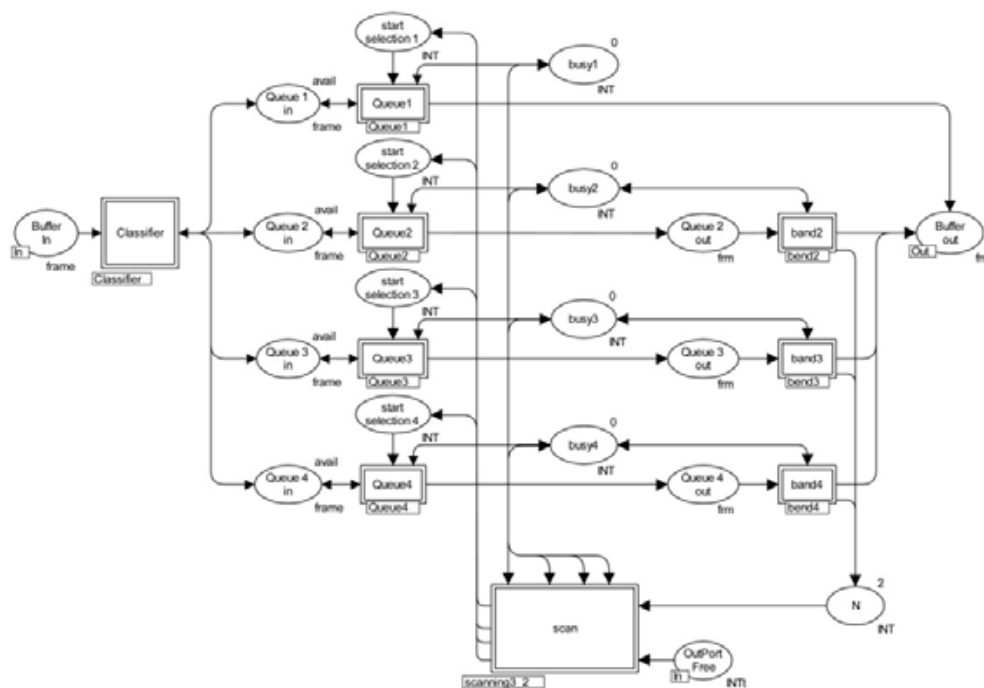 start
selection 1
0
INT
busy1
avail
Queue 1
in
Queue1
INT
frame
Queue1
start
selection 2
0
INT
busy2
avail
INT
Buffer
In
Classifier
Queue 2
in
Queue2
Queue 2
out
band2
Buffer
out
In
frame
frame
Queue2
frm
bend2
Out
fr
Classifier
start
selection 3
0
INT
busy3
avail
INT
Queue 3
in
Queue3
Queue 3
out
band3
frame
Queue3
frm
bend3
start
selection 4
0
INT
busy4
avail
INT
Queue 4
in
Queue4
Queue 4
out
band4
frame
Queue4
frm
bend4
2
N
scan
INT
OutPort
Free
In
scanning3_2
INTt